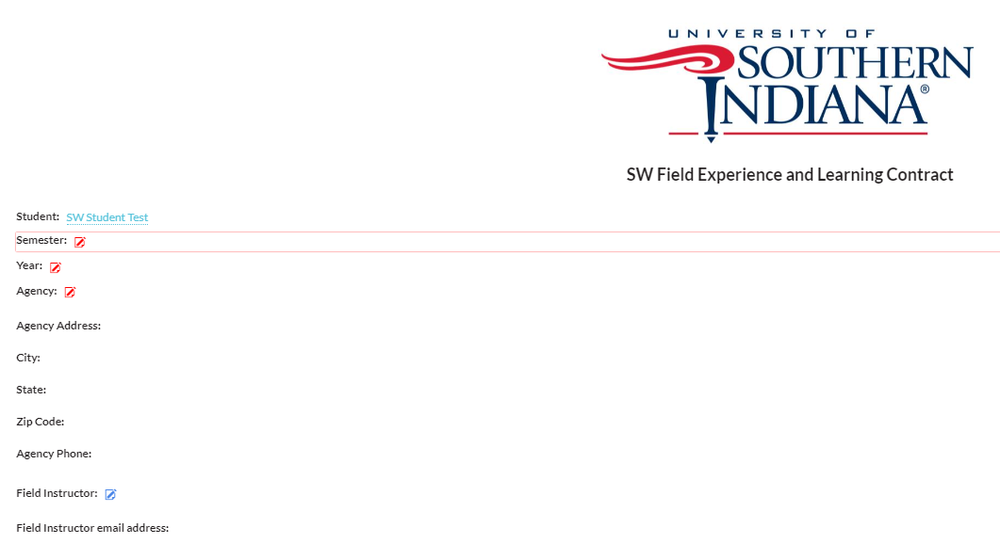 UNIVERSITY OF
SOUTHERN
INDIANA®
SW Field Experience and Learning Contract
Student: SW Student Test
Semester:
Year:
Agency:
Agency Address:
City:
State:
Zip Code:
Agency Phone:
Field Instructor:
Field Instructor email address: